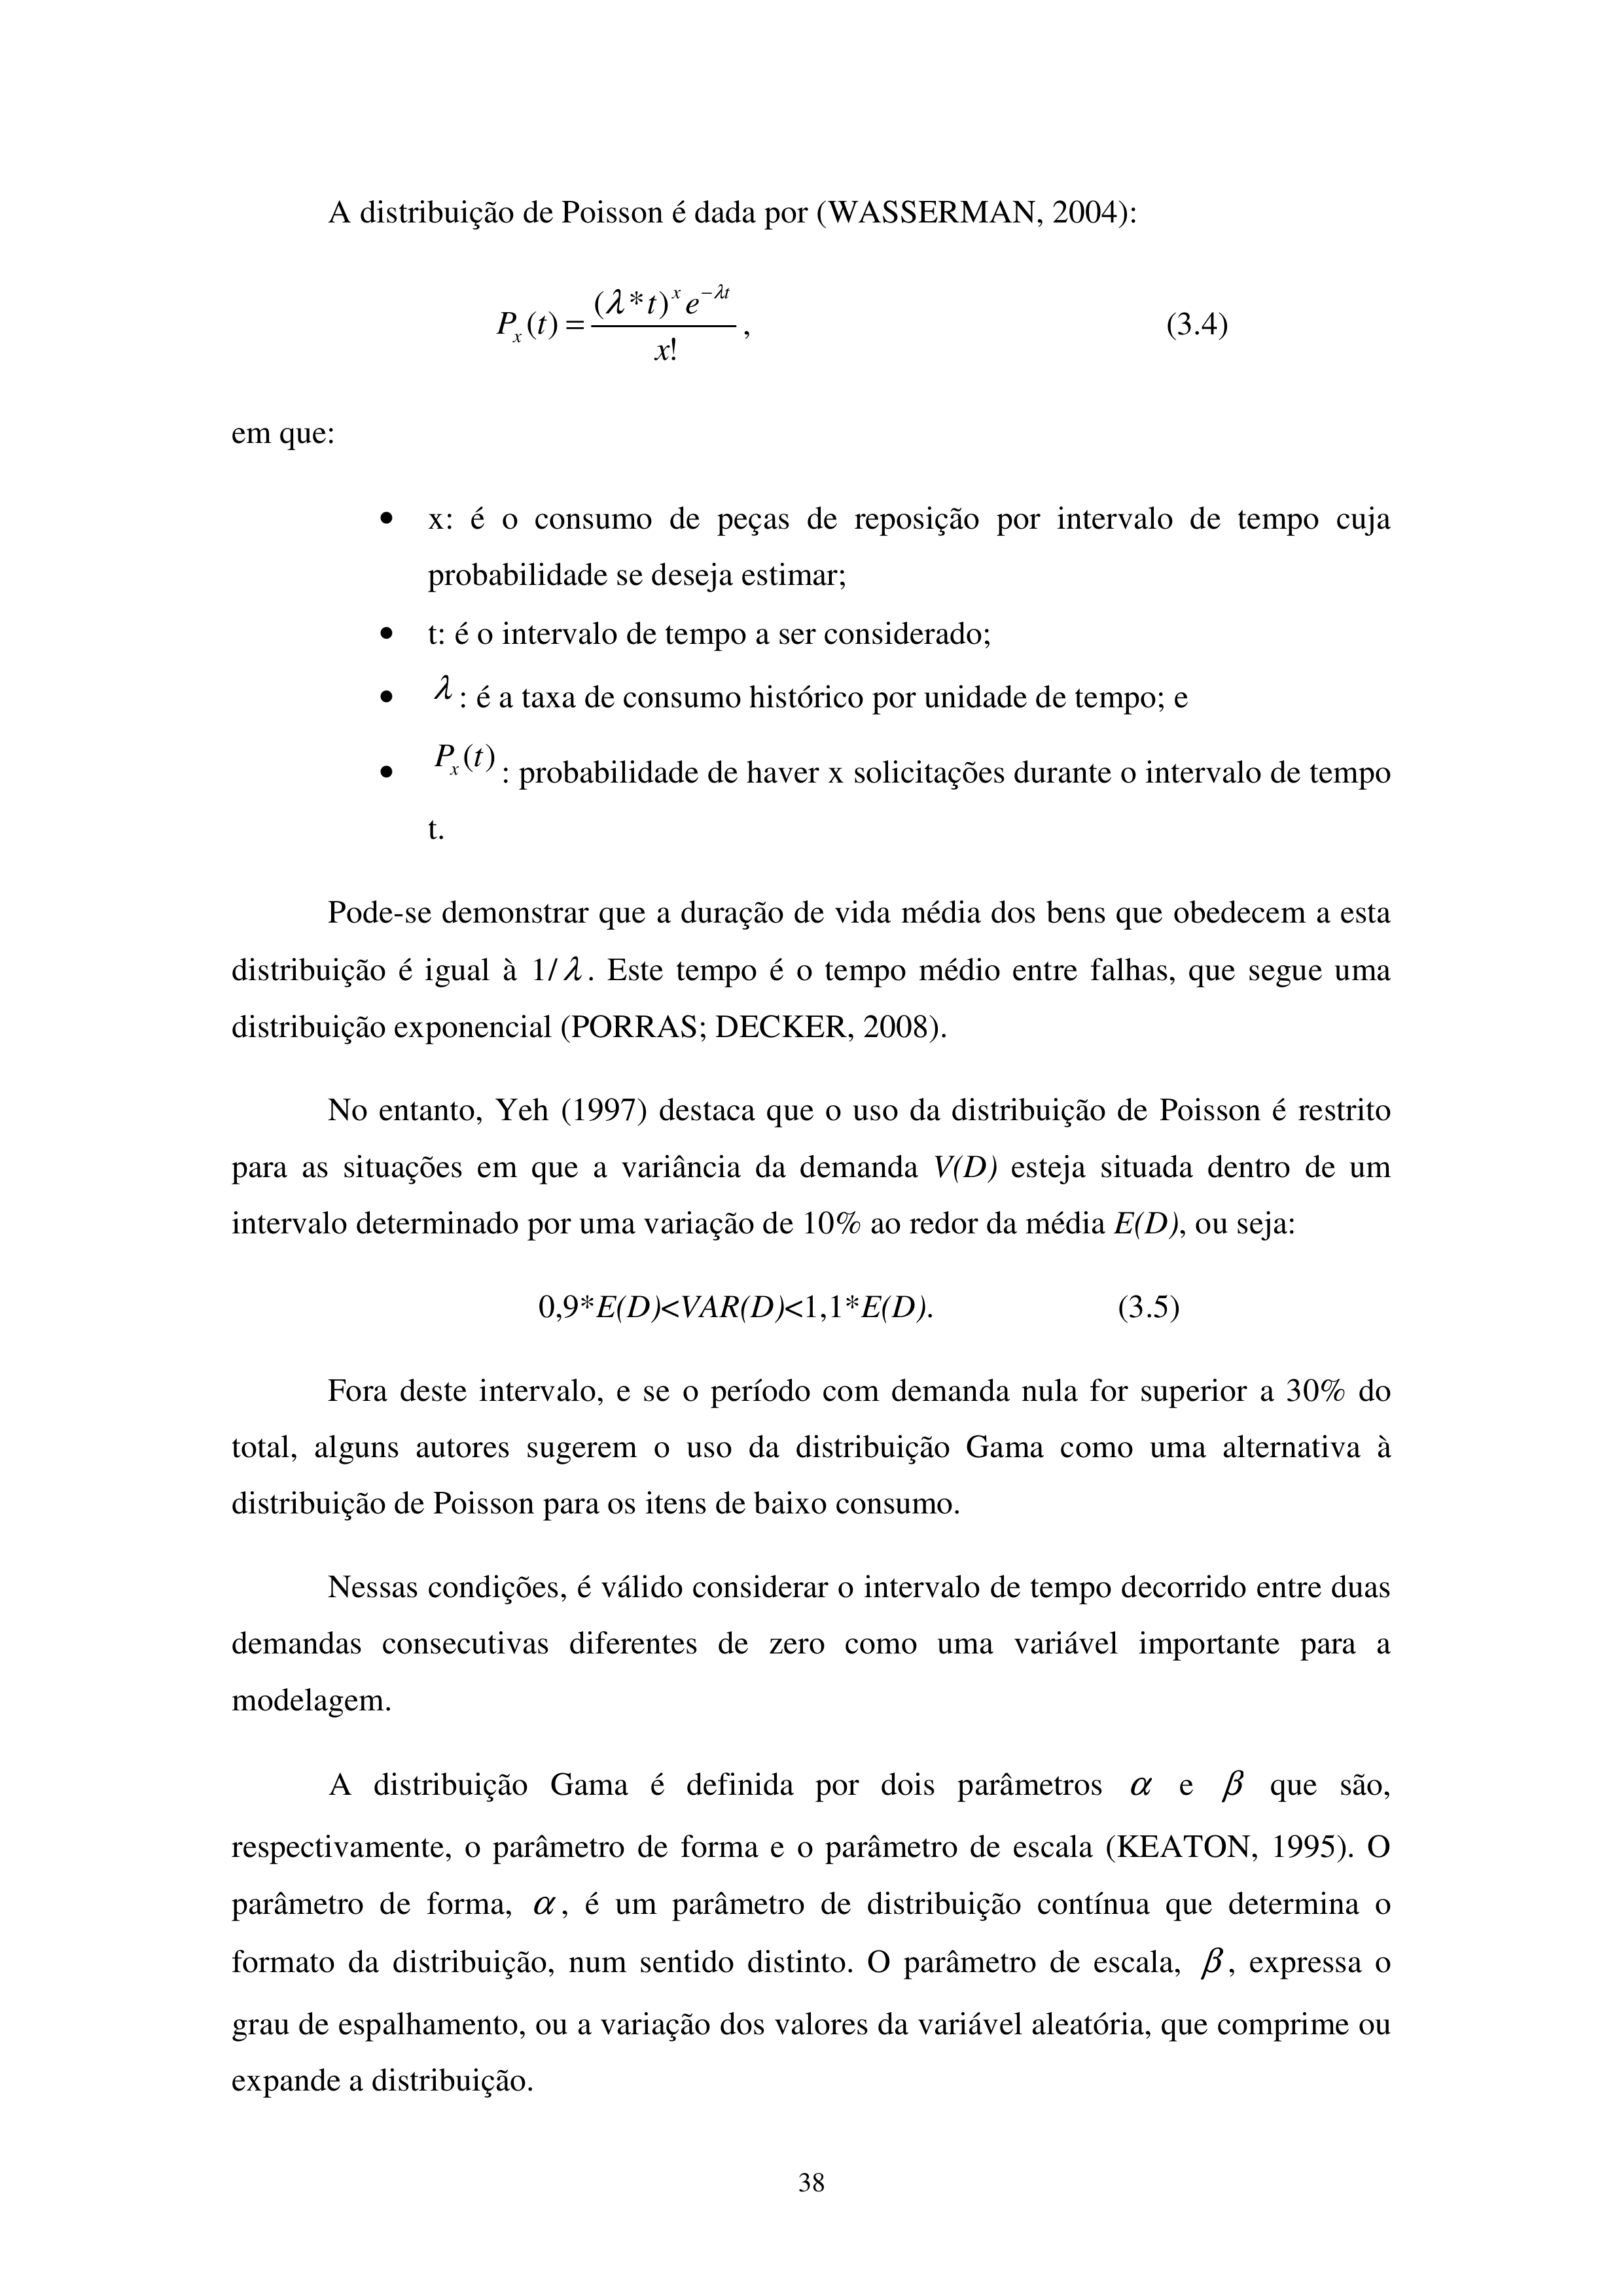 A distribuição de Poisson é dada por (WASSERMAN, 2004):
P_x(t) = \frac{(λ*t)^x e^{-λt}}{x!}, (3.4)
em que:
• x: é o consumo de peças de reposição por intervalo de tempo cuja
probabilidade se deseja estimar;
• t: é o intervalo de tempo a ser considerado;
• λ : é a taxa de consumo histórico por unidade de tempo; e
• P_x(t) : probabilidade de haver x solicitações durante o intervalo de tempo
t.
Pode-se demonstrar que a duração de vida média dos bens que obedecem a esta
distribuição é igual à 1/λ. Este tempo é o tempo médio entre falhas, que segue uma
distribuição exponencial (PORRAS; DECKER, 2008).
No entanto, Yeh (1997) destaca que o uso da distribuição de Poisson é restrito
para as situações em que a variância da demanda V(D) esteja situada dentro de um
intervalo determinado por uma variação de 10% ao redor da média E(D), ou seja:
0,9*E(D)<VAR(D)<1,1*E(D). (3.5)
Fora deste intervalo, e se o período com demanda nula for superior a 30% do
total, alguns autores sugerem o uso da distribuição Gama como uma alternativa à
distribuição de Poisson para os itens de baixo consumo.
Nessas condições, é válido considerar o intervalo de tempo decorrido entre duas
demandas consecutivas diferentes de zero como uma variável importante para a
modelagem.
A distribuição Gama é definida por dois parâmetros α e β que são,
respectivamente, o parâmetro de forma e o parâmetro de escala (KEATON, 1995). O
parâmetro de forma, α, é um parâmetro de distribuição contínua que determina o
formato da distribuição, num sentido distinto. O parâmetro de escala, β, expressa o
grau de espalhamento, ou a variação dos valores da variável aleatória, que comprime ou
expande a distribuição.
38